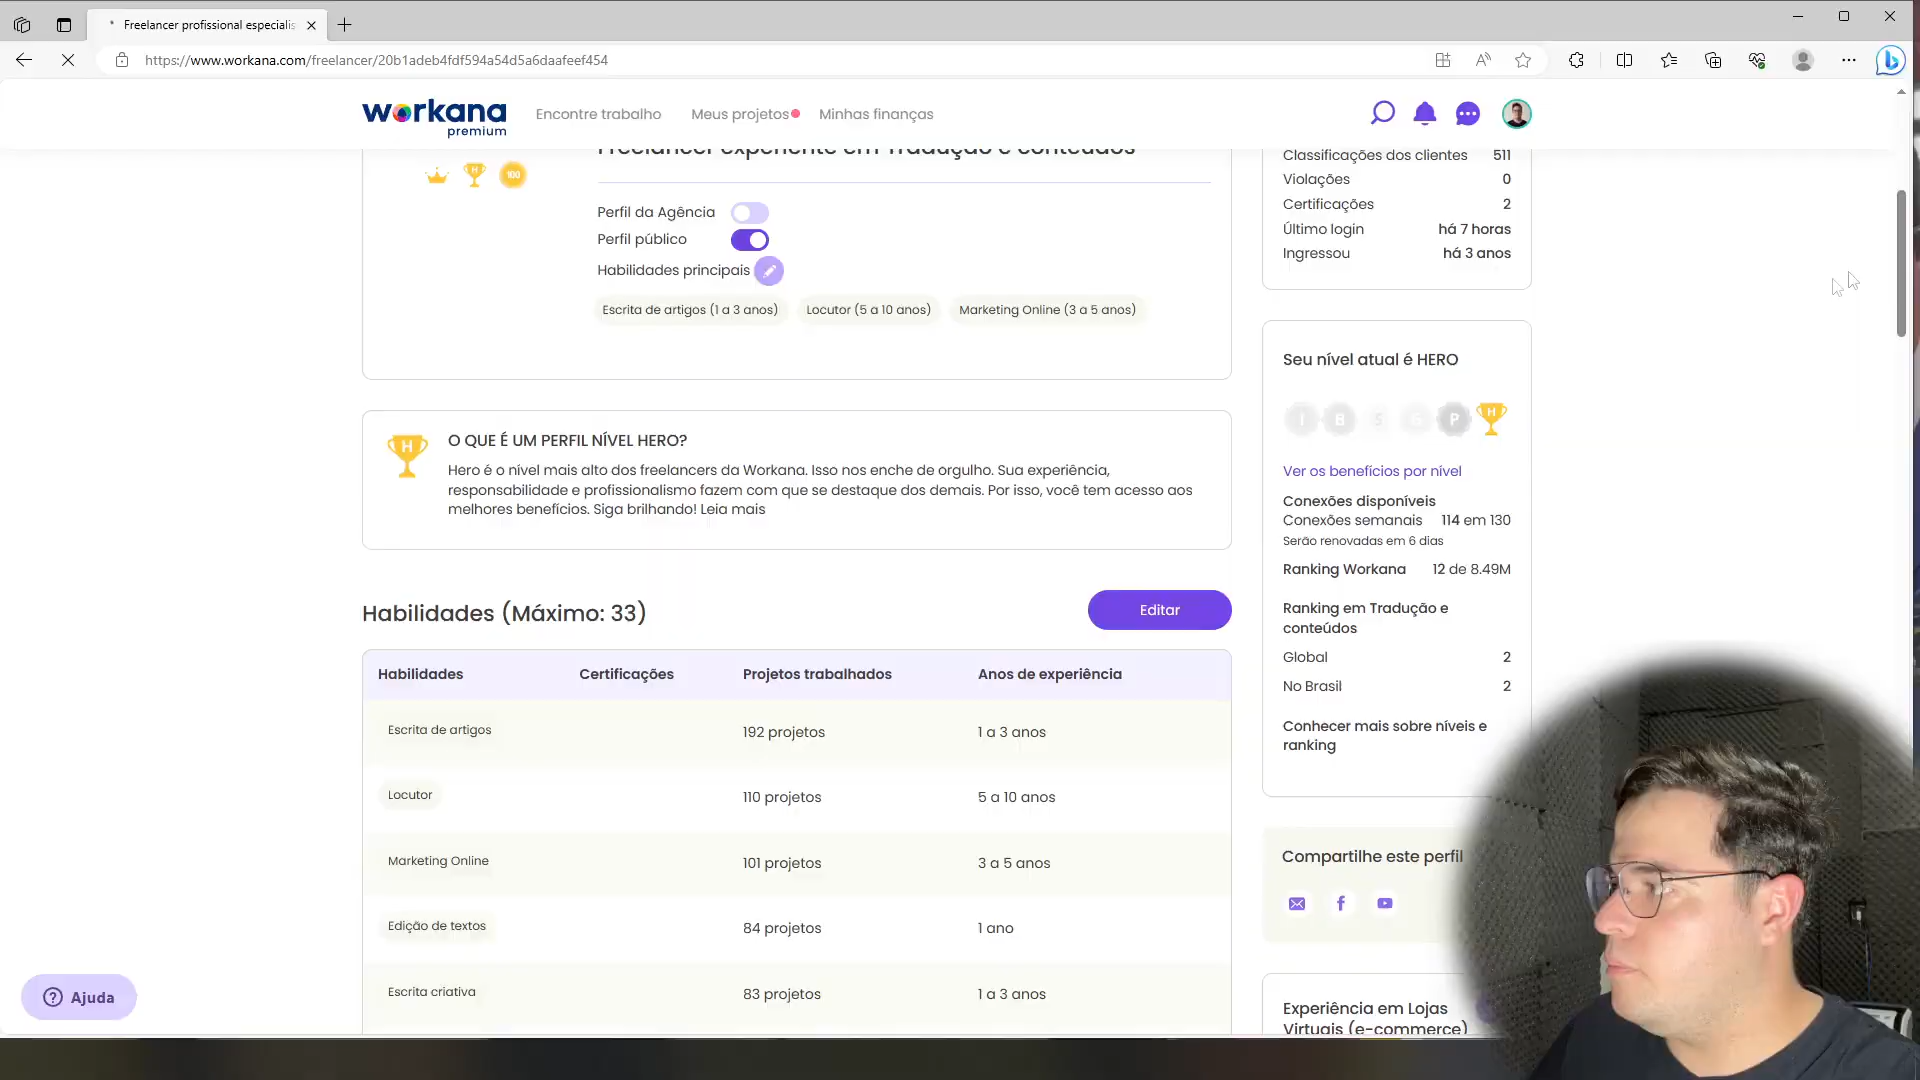 Freelancer profissional especialis
https://www.workana.com/freelancer/20b1adeb4fdf594a54d5a6daafeef454
workana
premium
Encontre trabalho
Meus projetos
Minhas finanças
Freelancer experiente em Tradução e conteúdos
H
100
Perfil da Agência
Perfil público
Habilidades principais
Escrita de artigos (1 a 3 anos)
Locutor (5 a 10 anos)
Marketing Online (3 a 5 anos)
Classificações dos clientes 511
Violações 0
Certificações 2
Último login há 7 horas
Ingressou há 3 anos
H
O QUE É UM PERFIL NÍVEL HERO?
Hero é o nível mais alto dos freelancers da Workana. Isso nos enche de orgulho. Sua experiência,
responsabilidade e profissionalismo fazem com que se destaque dos demais. Por isso, você tem acesso aos
melhores benefícios. Siga brilhando! Leia mais
Seu nível atual é HERO
I B S G P H
Ver os benefícios por nível
Conexões disponíveis
Conexões semanais 114 em 130
Serão renovadas em 6 dias
Ranking Workana 12 de 8.49M
Ranking em Tradução e
conteúdos
Global 2
No Brasil 2
Conhecer mais sobre níveis e
ranking
Habilidades (Máximo: 33)
Editar
Habilidades Certificações Projetos trabalhados Anos de experiência
Escrita de artigos 192 projetos 1 a 3 anos
Locutor 110 projetos 5 a 10 anos
Marketing Online 101 projetos 3 a 5 anos
Edição de textos 84 projetos 1 ano
Escrita criativa 83 projetos 1 a 3 anos
Compartilhe este perfil
Experiência em Lojas
Virtuais (e-commerce)
Ajuda